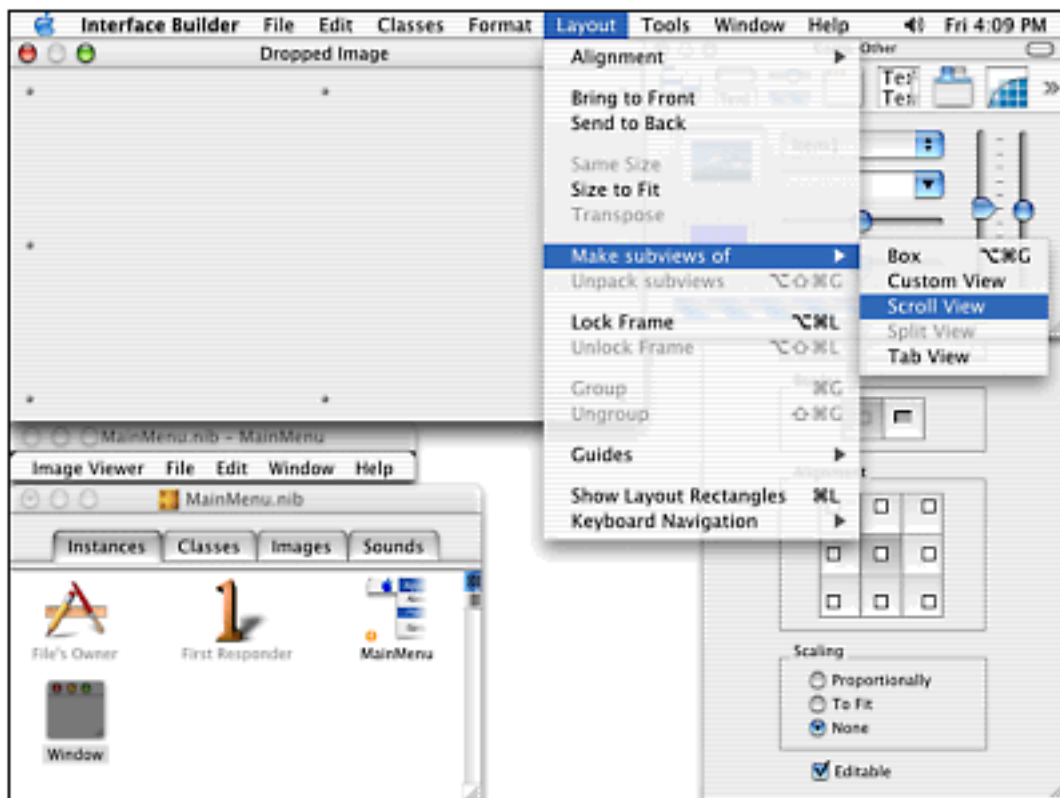 Interface Builder File Edit Classes Format Layout Tools Window Help Fri 4:09 PM
Dropped Image
Other
Alignment
Bring to Front
Send to Back
Same Size
Size to Fit
Transpose
Make subviews of
Unpack subviews ⌥⇧⌘G
Lock Frame ⌥⌘L
Unlock Frame ⌥⇧⌘L
Group ⌘G
Ungroup ⇧⌘G
Guides
Show Layout Rectangles ⌘L
Keyboard Navigation
Box ⌥⌘G
Custom View
Scroll View
Split View
Tab View
MainMenu.nib - MainMenu
Image Viewer File Edit Window Help
MainMenu.nib
Instances Classes Images Sounds
File's Owner First Responder MainMenu
Window
Alignment
Scaling
Proportionally
To Fit
None
Editable